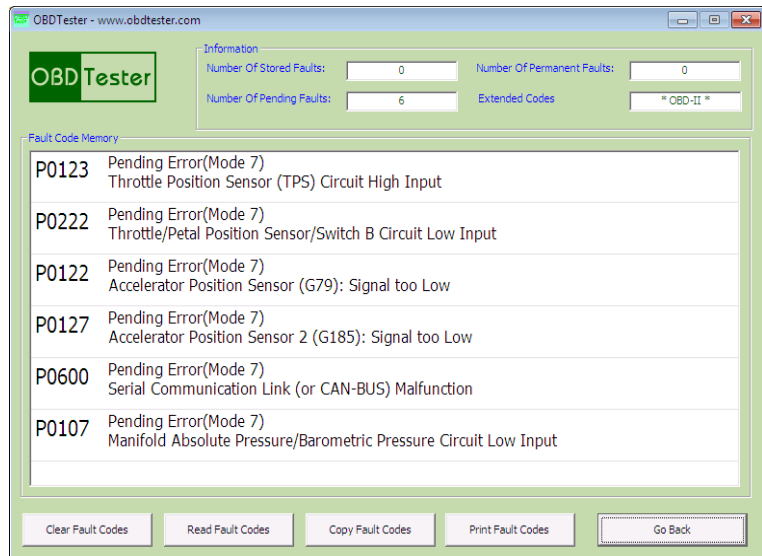 OBDTester - www.obdtester.com
OBD Tester
Information
Number Of Stored Faults: 0 Number Of Permanent Faults: 0
Number Of Pending Faults: 6 Extended Codes * OBD-II *
Fault Code Memory
P0123 Pending Error(Mode 7)
Throttle Position Sensor (TPS) Circuit High Input
P0222 Pending Error(Mode 7)
Throttle/Petal Position Sensor/Switch B Circuit Low Input
P0122 Pending Error(Mode 7)
Accelerator Position Sensor (G79): Signal too Low
P0127 Pending Error(Mode 7)
Accelerator Position Sensor 2 (G185): Signal too Low
P0600 Pending Error(Mode 7)
Serial Communication Link (or CAN-BUS) Malfunction
P0107 Pending Error(Mode 7)
Manifold Absolute Pressure/Barometric Pressure Circuit Low Input
Clear Fault Codes Read Fault Codes Copy Fault Codes Print Fault Codes Go Back